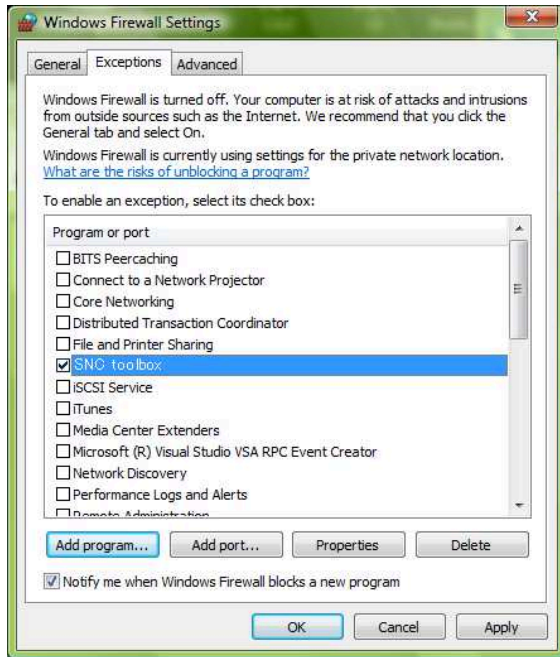 Windows Firewall Settings
General
Exceptions
Advanced
Windows Firewall is turned off. Your computer is at risk of attacks and intrusions
from outside sources such as the Internet. We recommend that you click the
General tab and select On.
Windows Firewall is currently using settings for the private network location.
What are the risks of unblocking a program?
To enable an exception, select its check box:
Program or port
BITS Peercaching
Connect to a Network Projector
Core Networking
Distributed Transaction Coordinator
File and Printer Sharing
SNC toolbox
iSCSI Service
iTunes
Media Center Extenders
Microsoft (R) Visual Studio VSA RPC Event Creator
Network Discovery
Performance Logs and Alerts
Remote Administration
Add program...
Add port...
Properties
Delete
Notify me when Windows Firewall blocks a new program
OK
Cancel
Apply